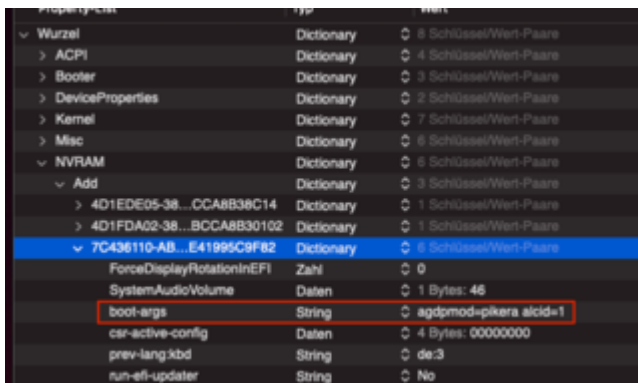 Property-List Typ Wert
Wurzel Dictionary 8 Schlüssel/Wert-Paare
ACPI Dictionary 4 Schlüssel/Wert-Paare
Booter Dictionary 3 Schlüssel/Wert-Paare
DeviceProperties Dictionary 2 Schlüssel/Wert-Paare
Kernel Dictionary 7 Schlüssel/Wert-Paare
Misc Dictionary 6 Schlüssel/Wert-Paare
NVRAM Dictionary 6 Schlüssel/Wert-Paare
Add Dictionary 3 Schlüssel/Wert-Paare
4D1EDE05-38...CCA8B38C14 Dictionary 1 Schlüssel/Wert-Paare
4D1FDA02-38...BCCA8B30102 Dictionary 1 Schlüssel/Wert-Paare
7C436110-AB...E41995C9F82 Dictionary 6 Schlüssel/Wert-Paare
ForceDisplayRotationInEFI Zahl 0
SystemAudioVolume Daten 1 Bytes: 46
boot-args String agdpmod=pikera alcid=1
csr-active-config Daten 4 Bytes: 00000000
prev-lang:kbd String de:3
run-efi-updater String No